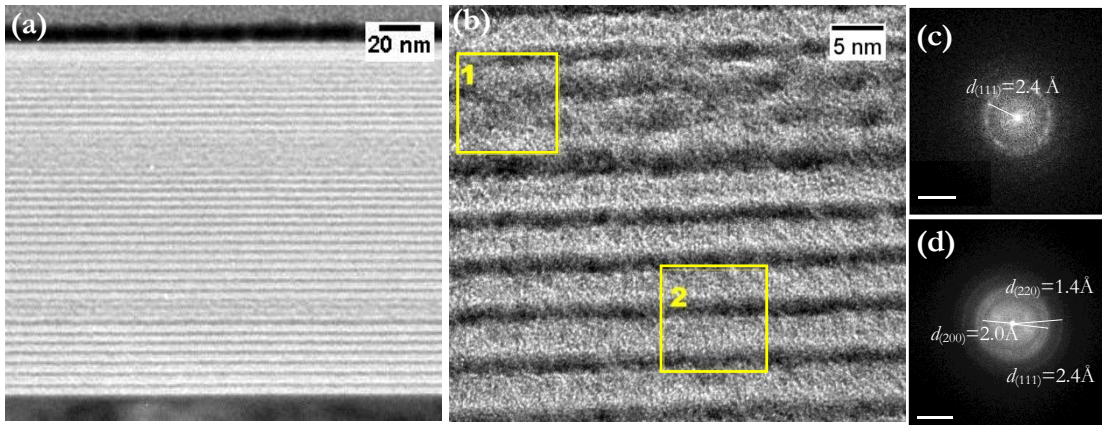 (a)
20 nm
(b)
5 nm
1
2
(c)
d(111)=2.4 Å
(d)
d(220)=1.4Å
d(200)=2.0Å
d(111)=2.4Å